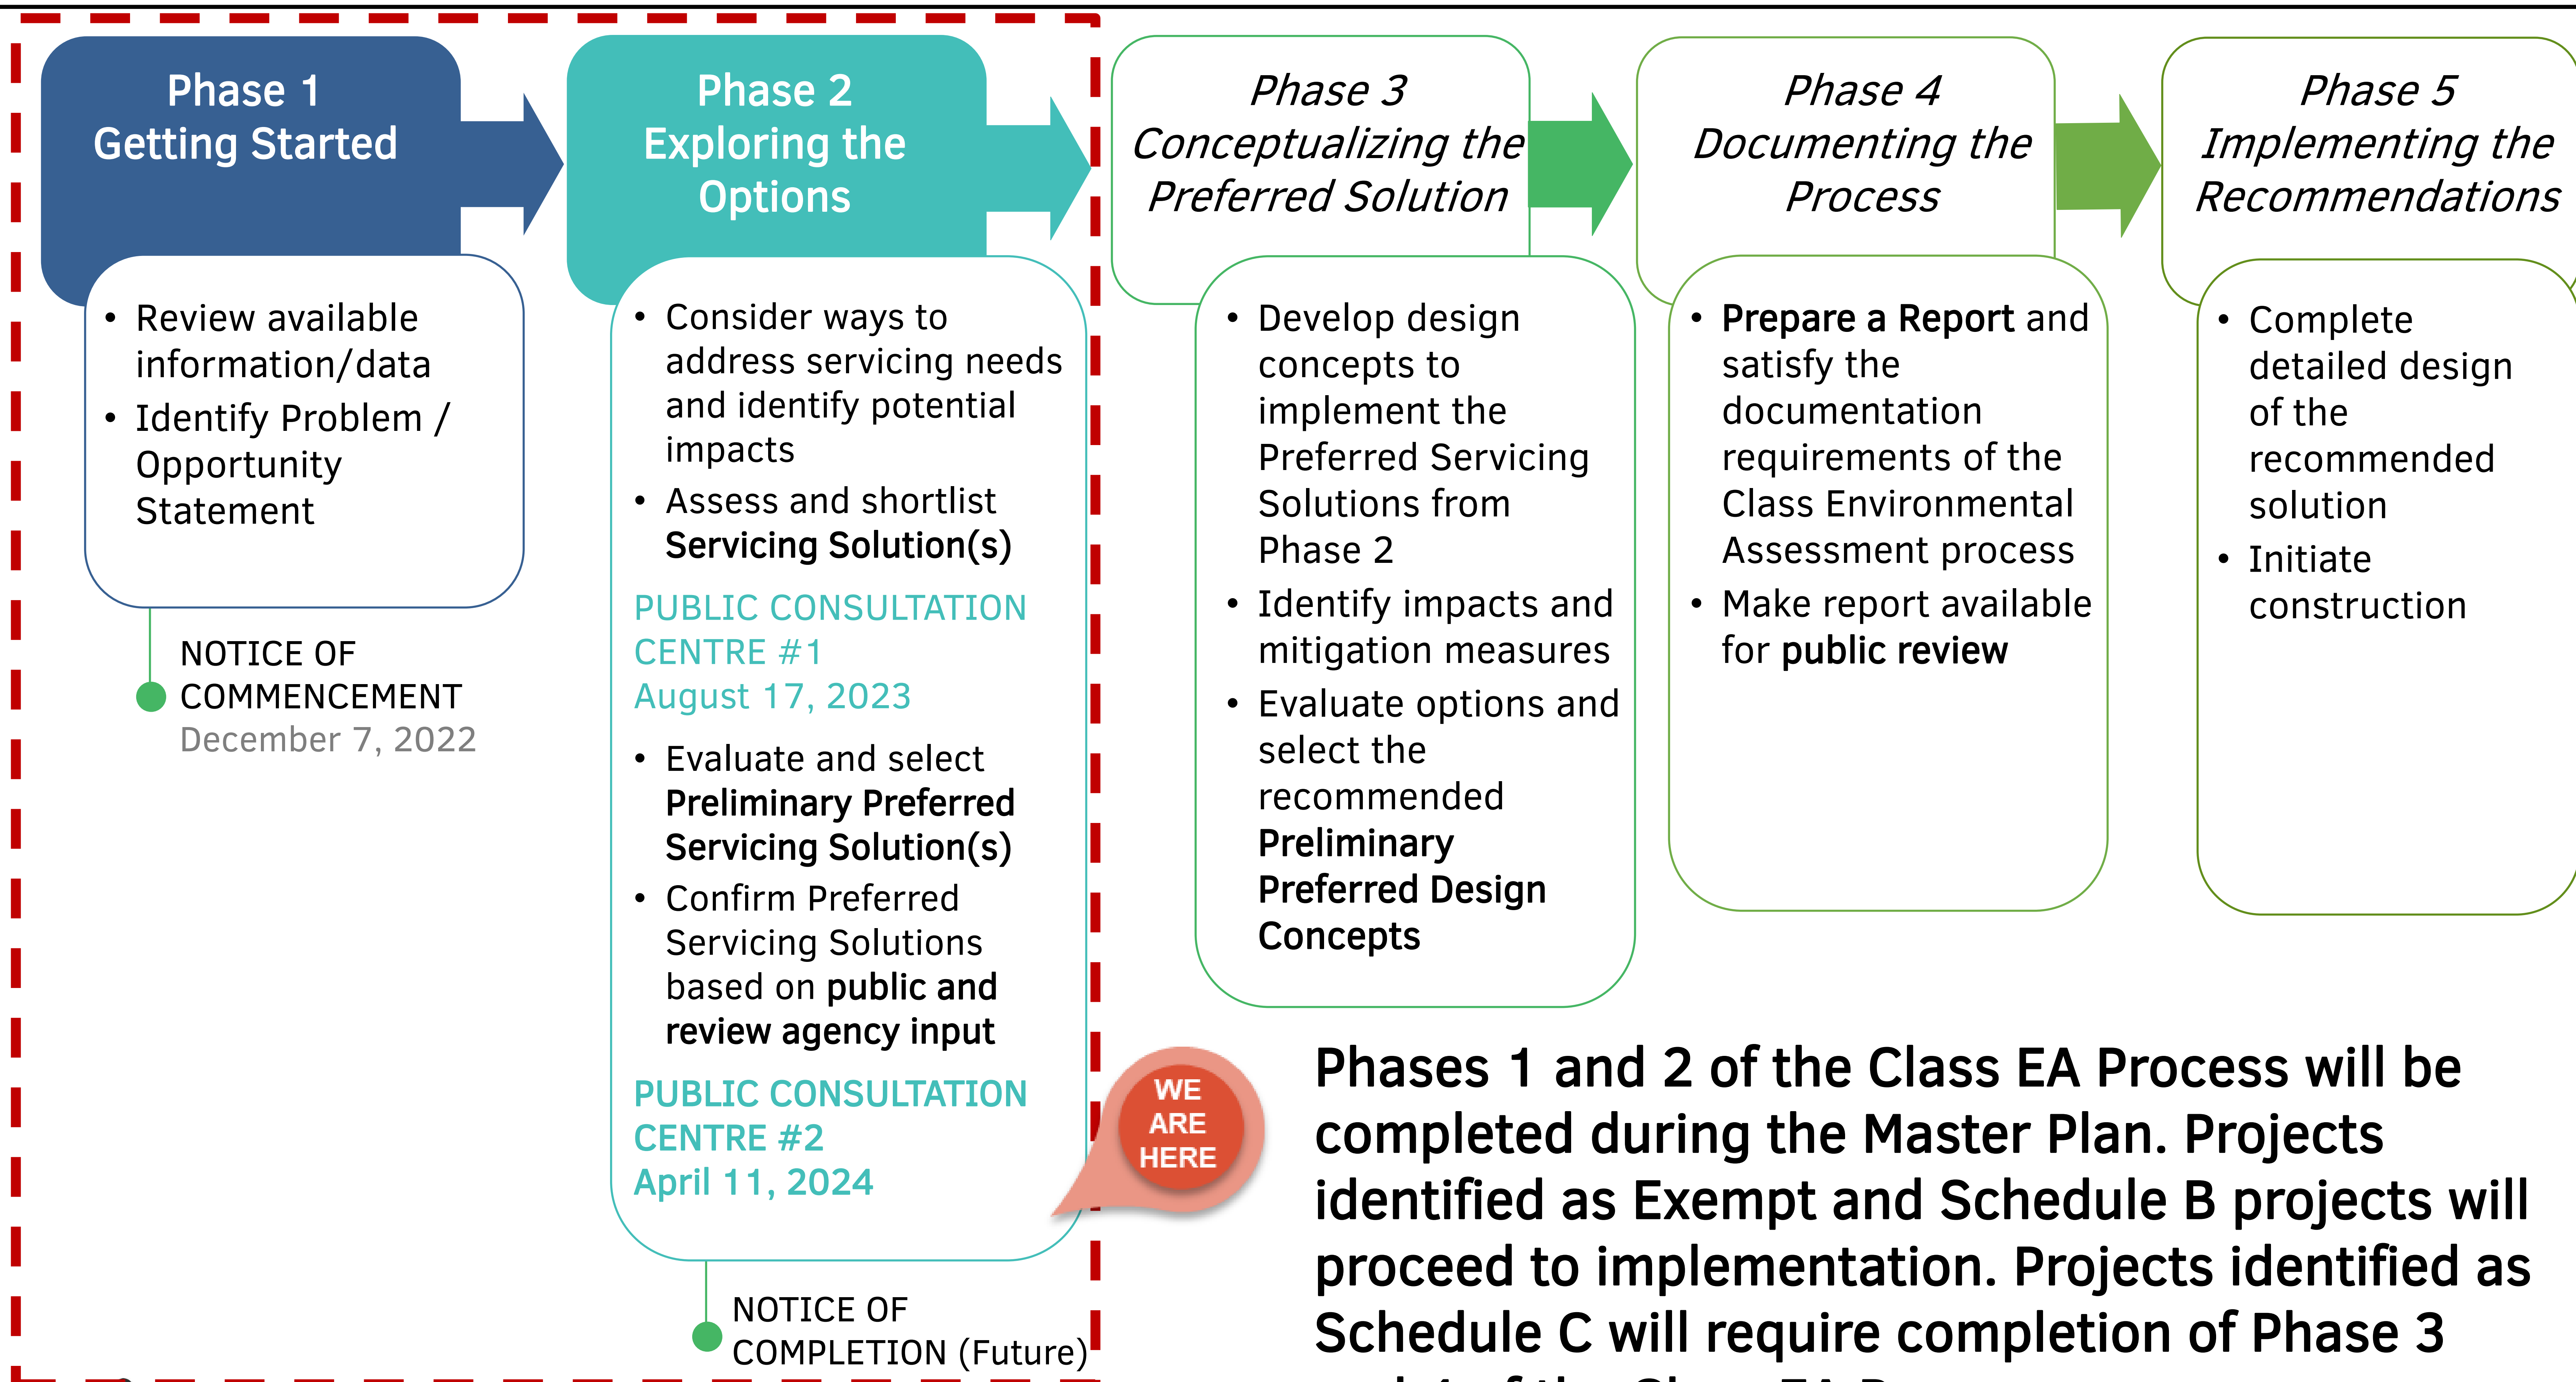 Phase 1
Getting Started
• Review available
information/data
• Identify Problem /
Opportunity
Statement
NOTICE OF
COMMENCEMENT
December 7, 2022
Phase 2
Exploring the
Options
• Consider ways to
address servicing needs
and identify potential
impacts
• Assess and shortlist
Servicing Solution(s)
PUBLIC CONSULTATION
CENTRE #1
August 17, 2023
• Evaluate and select
Preliminary Preferred
Servicing Solution(s)
• Confirm Preferred
Servicing Solutions
based on public and
review agency input
PUBLIC CONSULTATION
CENTRE #2
April 11, 2024
NOTICE OF
COMPLETION (Future)
WE
ARE
HERE
Phase 3
Conceptualizing the
Preferred Solution
• Develop design
concepts to
implement the
Preferred Servicing
Solutions from
Phase 2
• Identify impacts and
mitigation measures
• Evaluate options and
select the
recommended
Preliminary
Preferred Design
Concepts
Phase 4
Documenting the
Process
• Prepare a Report and
satisfy the
documentation
requirements of the
Class Environmental
Assessment process
• Make report available
for public review
Phase 5
Implementing the
Recommendations
• Complete
detailed design
of the
recommended
solution
• Initiate
construction
Phases 1 and 2 of the Class EA Process will be
completed during the Master Plan. Projects
identified as Exempt and Schedule B projects will
proceed to implementation. Projects identified as
Schedule C will require completion of Phase 3